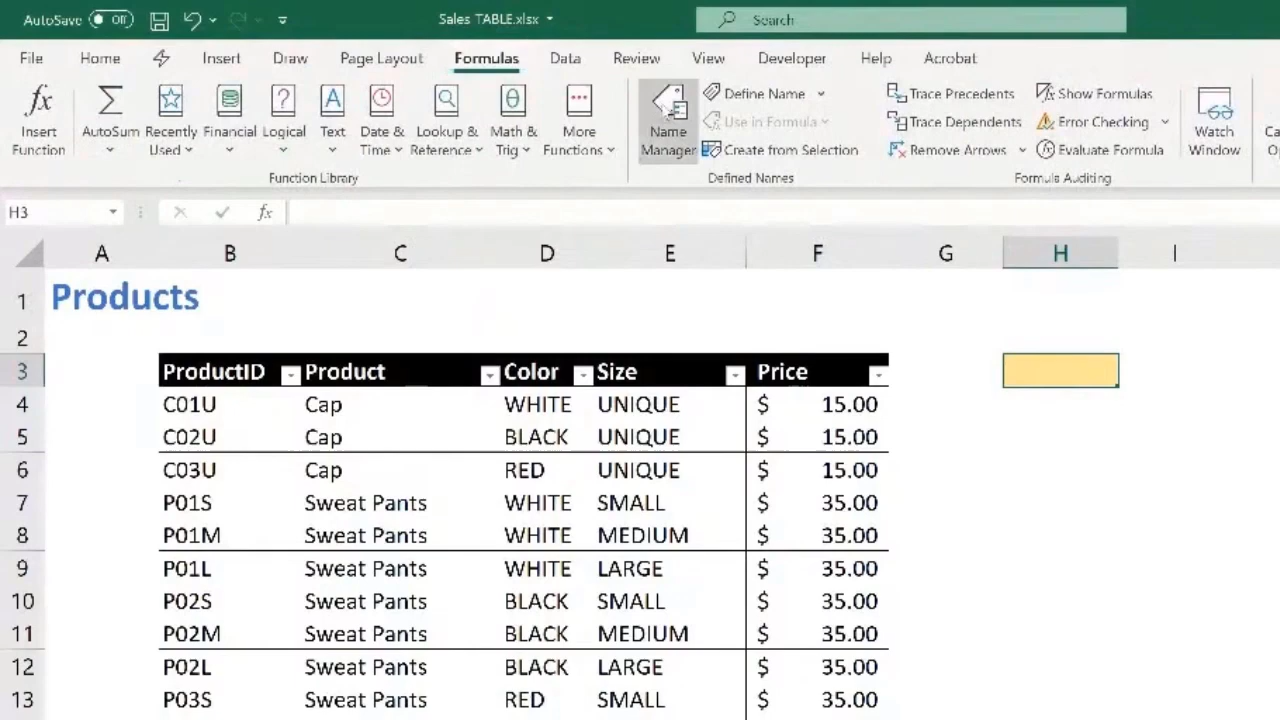 AutoSave Off Sales TABLE.xlsx Search
File Home Insert Draw Page Layout Formulas Data Review View Developer Help Acrobat
fx Σ ? A θ Define Name Trace Precedents fx Show Formulas
Insert AutoSum Recently Financial Logical Text Date & Lookup & Math & More Name Use in Formula Trace Dependents Error Checking Watch
Function Used Time Reference Trig Functions Manager Create from Selection Remove Arrows Evaluate Formula Window
Function Library Defined Names Formula Auditing
H3 fx
A B C D E F G H I
1 Products
2
3 ProductID Product Color Size Price
4 C01U Cap WHITE UNIQUE $ 15.00
5 C02U Cap BLACK UNIQUE $ 15.00
6 C03U Cap RED UNIQUE $ 15.00
7 P01S Sweat Pants WHITE SMALL $ 35.00
8 P01M Sweat Pants WHITE MEDIUM $ 35.00
9 P01L Sweat Pants WHITE LARGE $ 35.00
10 P02S Sweat Pants BLACK SMALL $ 35.00
11 P02M Sweat Pants BLACK MEDIUM $ 35.00
12 P02L Sweat Pants BLACK LARGE $ 35.00
13 P03S Sweat Pants RED SMALL $ 35.00